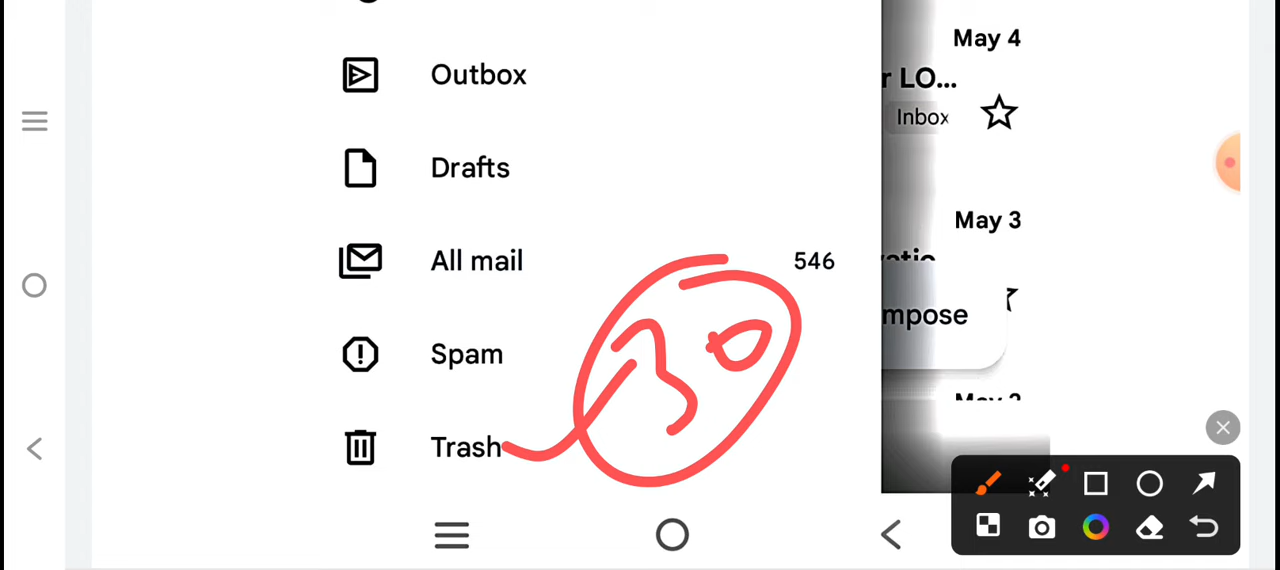 May 4
Outbox
r LO...
Inbox
Drafts
May 3
All mail
546
mpose
30
Spam
Trash